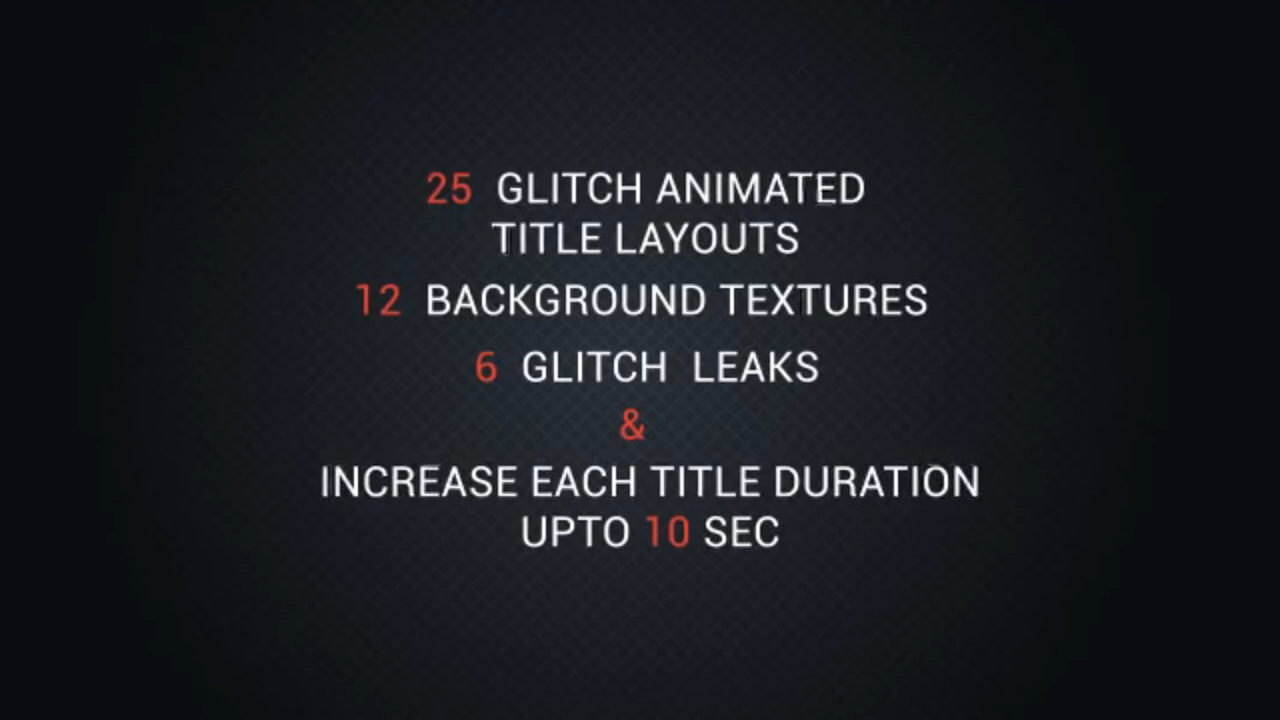 25 GLITCH ANIMATED
TITLE LAYOUTS
12 BACKGROUND TEXTURES
6 GLITCH LEAKS
&
INCREASE EACH TITLE DURATION
UPTO 10 SEC